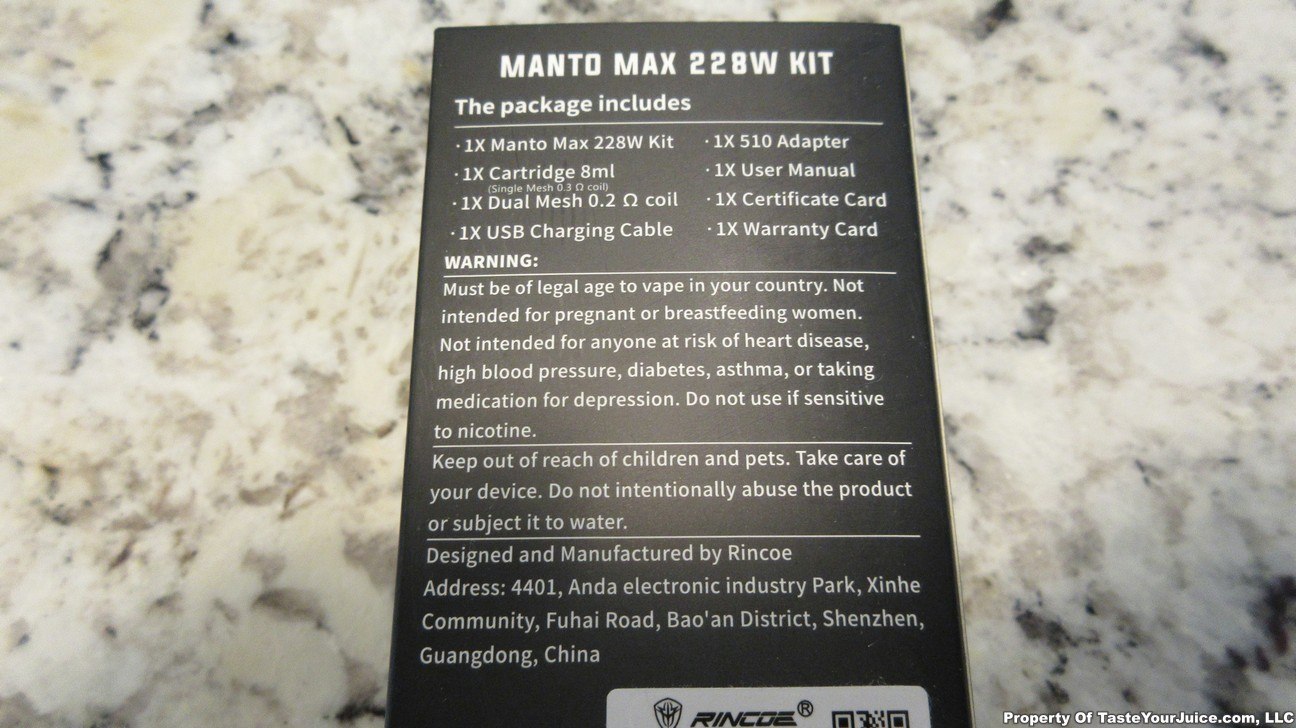 MANTO MAX 228W KIT
The package includes
· 1X Manto Max 228W Kit
· 1X Cartridge 8ml
(Single Mesh 0.3 Ω coil)
· 1X Dual Mesh 0.2 Ω coil
· 1X USB Charging Cable
· 1X 510 Adapter
· 1X User Manual
· 1X Certificate Card
· 1X Warranty Card
WARNING:
Must be of legal age to vape in your country. Not
intended for pregnant or breastfeeding women.
Not intended for anyone at risk of heart disease,
high blood pressure, diabetes, asthma, or taking
medication for depression. Do not use if sensitive
to nicotine.
Keep out of reach of children and pets. Take care of
your device. Do not intentionally abuse the product
or subject it to water.
Designed and Manufactured by Rincoe
Address: 4401, Anda electronic industry Park, Xinhe
Community, Fuhai Road, Bao'an District, Shenzhen,
Guangdong, China
RINCOE®
Property Of TasteYourJuice.com, LLC